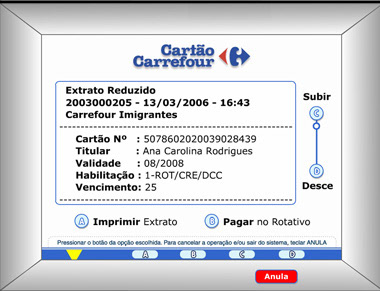 Cartão
Carrefour
Extrato Reduzido
2003000205 - 13/03/2006 - 16:43
Carrefour Imigrantes
Cartão Nº : 5078602020039028439
Titular : Ana Carolina Rodrigues
Validade : 08/2008
Habilitação : 1-ROT/CRE/DCC
Vencimento: 25
Subir
C
D
Desce
A Imprimir Extrato
B Pagar no Rotativo
Pressionar o botão da opção escolhida. Para cancelar a operação e/ou sair do sistema, teclar ANULA
A B C D
Anula